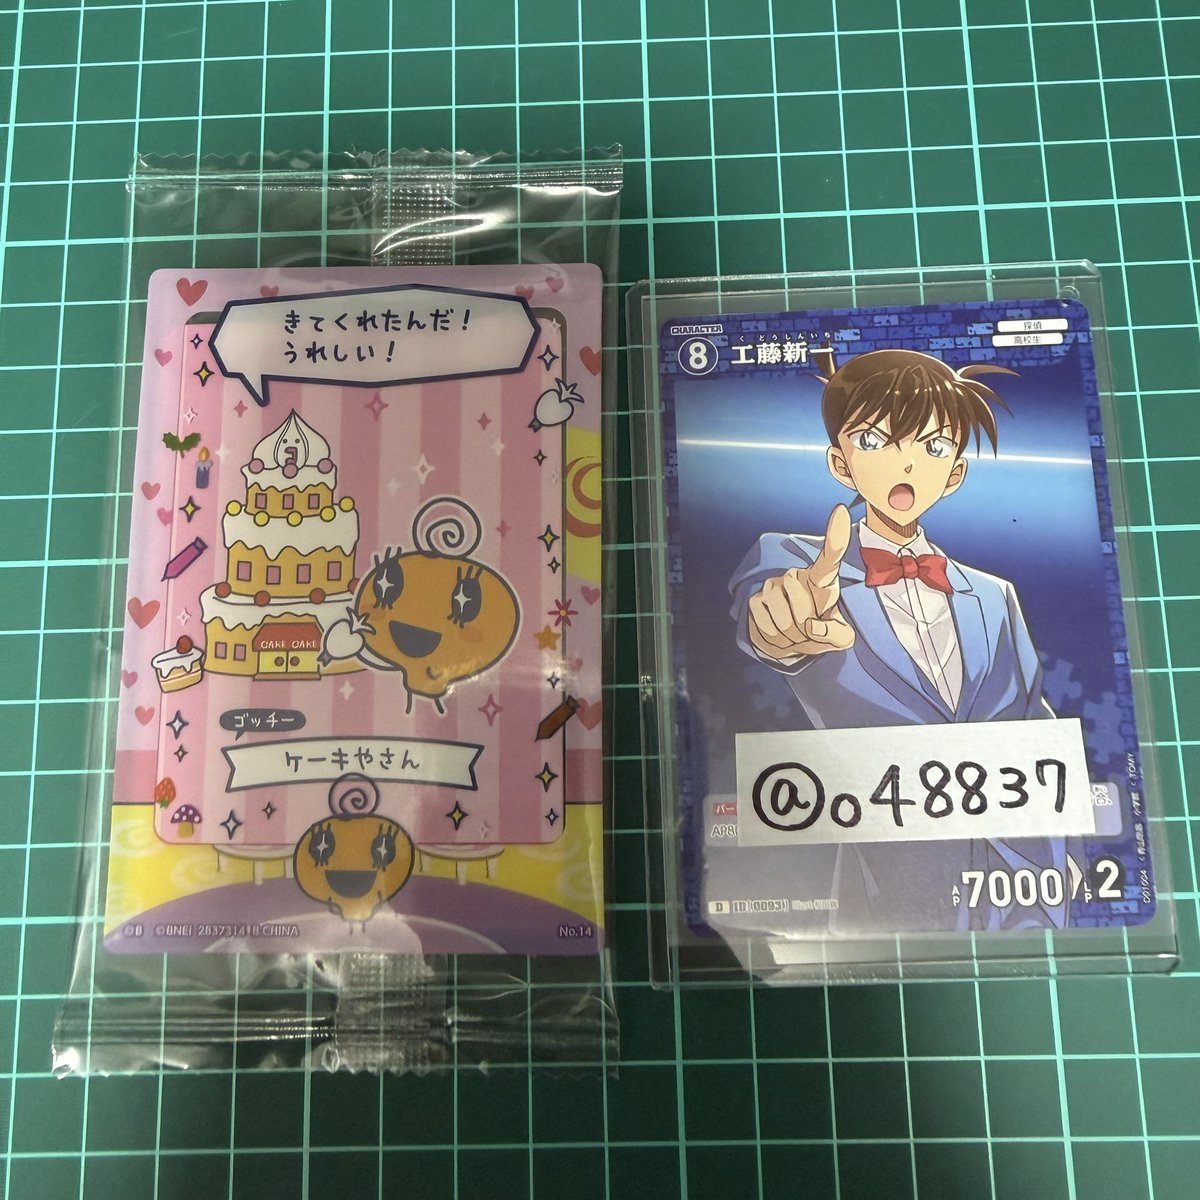 きてくれたんだ!
うれしい!
CAKE CAKE
ゴッチー
ケーキやさん
No.14
CHARACTER
8
くどうしんいち
工藤新一
探偵
高校生
@o48837
7000
AP
2
LP
D